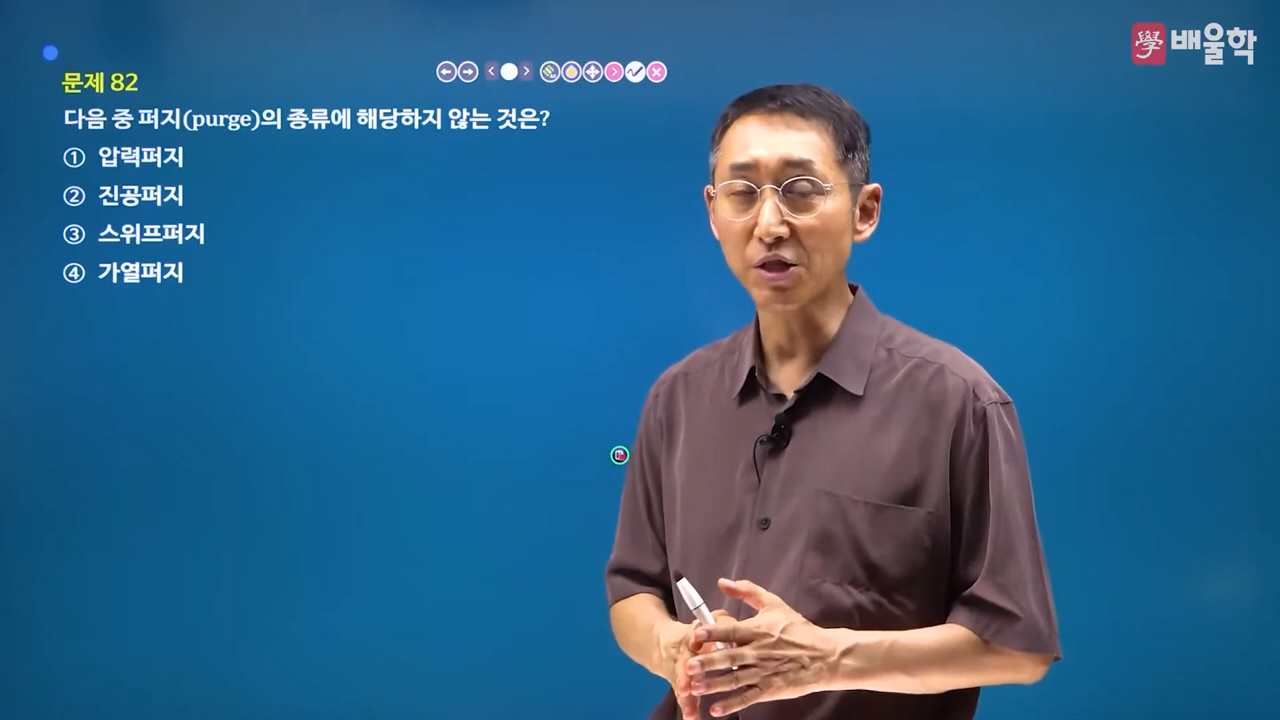 學 배울학
문제 82
다음 중 퍼지(purge)의 종류에 해당하지 않는 것은?
① 압력퍼지
② 진공퍼지
③ 스위프퍼지
④ 가열퍼지